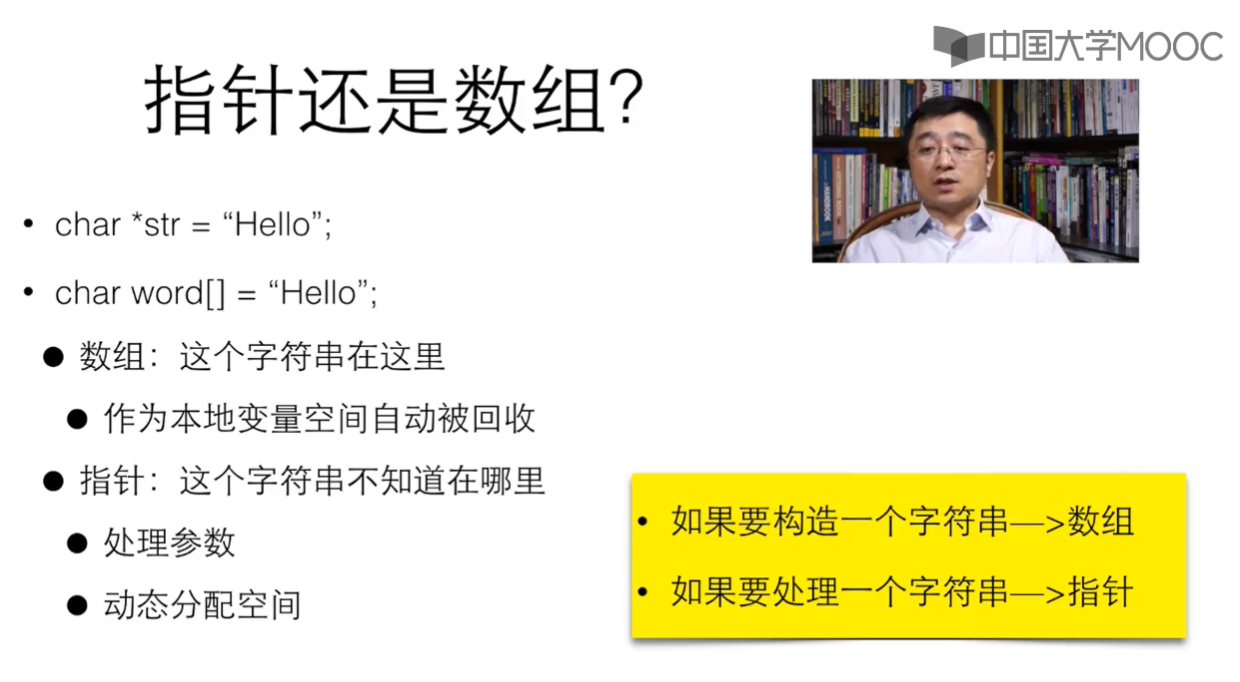 中国大学MOOC
指针还是数组?
• char *str = “Hello”;
• char word[] = “Hello”;
● 数组：这个字符串在这里
● 作为本地变量空间自动被回收
● 指针：这个字符串不知道在哪里
● 处理参数
● 动态分配空间
• 如果要构造一个字符串—>数组
• 如果要处理一个字符串—>指针